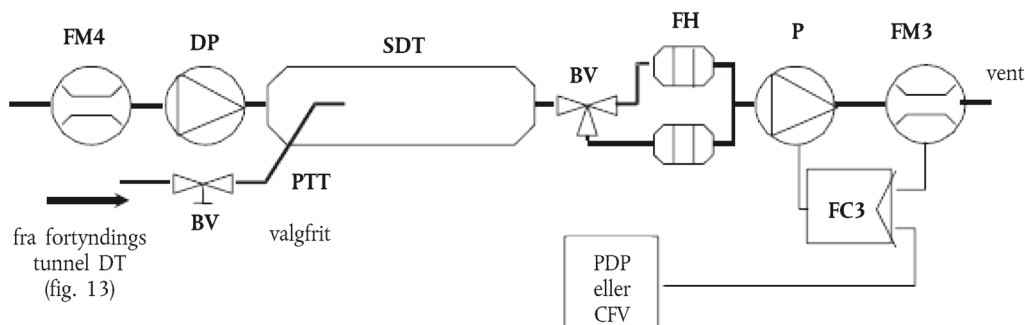 FM4
DP
SDT
FH
P
FM3
BV
vent
PTT
BV
valgfrit
FC3
fra fortyndings
tunnel DT
(fig. 13)
PDP
eller
CFV